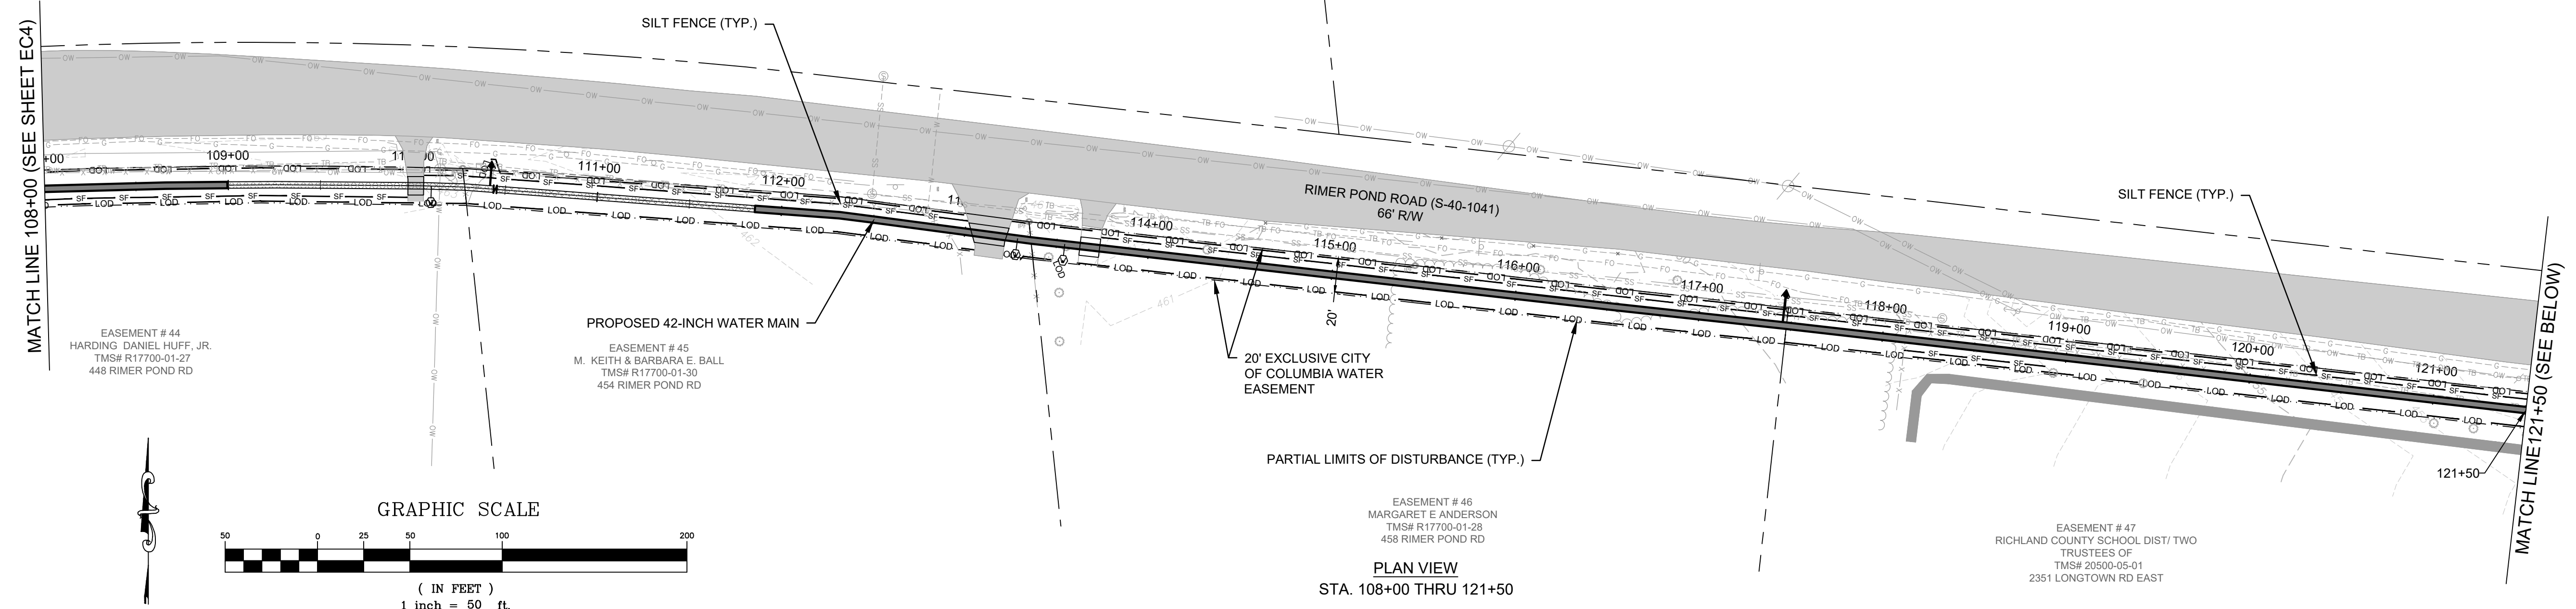 MATCH LINE 108+00 (SEE SHEET EC4)
SILT FENCE (TYP.)
+00
109+00
111+00
112+00
114+00
115+00
116+00
117+00
118+00
119+00
120+00
121+00
RIMER POND ROAD (S-40-1041)
66' R/W
SILT FENCE (TYP.)
MATCH LINE121+50 (SEE BELOW)
462
461
20'
PROPOSED 42-INCH WATER MAIN
20' EXCLUSIVE CITY
OF COLUMBIA WATER
EASEMENT
PARTIAL LIMITS OF DISTURBANCE (TYP.)
121+50
EASEMENT # 44
HARDING DANIEL HUFF, JR.
TMS# R17700-01-27
448 RIMER POND RD
EASEMENT # 45
M. KEITH & BARBARA E. BALL
TMS# R17700-01-30
454 RIMER POND RD
EASEMENT # 46
MARGARET E ANDERSON
TMS# R17700-01-28
458 RIMER POND RD
EASEMENT # 47
RICHLAND COUNTY SCHOOL DIST/ TWO
TRUSTEES OF
TMS# 20500-05-01
2351 LONGTOWN RD EAST
GRAPHIC SCALE
50 0 25 50 100 200
( IN FEET )
1 inch = 50 ft.
PLAN VIEW
STA. 108+00 THRU 121+50